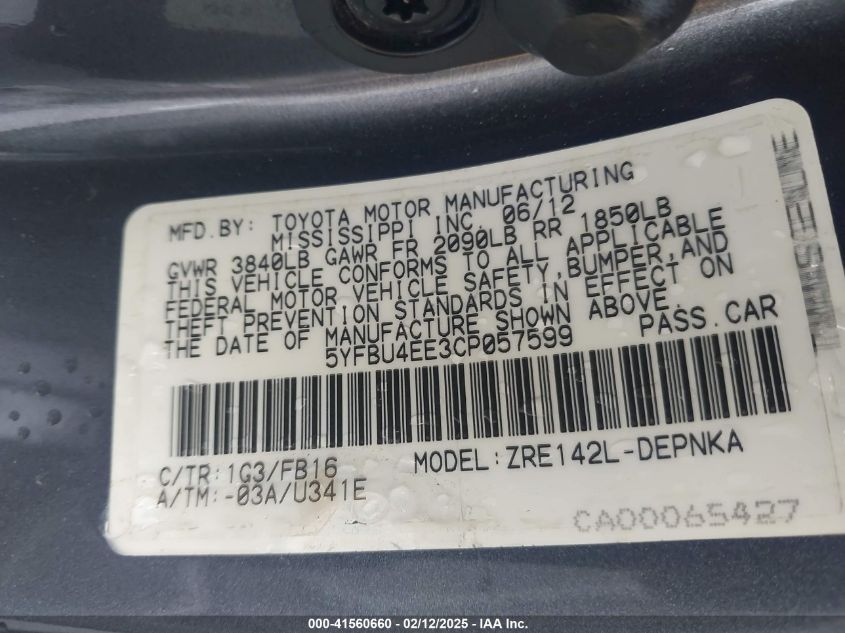 MFD.BY: TOYOTA MOTOR MANUFACTURING
MISSISSIPPI INC. 06/12
GVWR 3840LB GAWR FR 2090LB RR 1850LB
THIS VEHICLE CONFORMS TO ALL APPLICABLE
FEDERAL MOTOR VEHICLE SAFETY,BUMPER,AND
THEFT PREVENTION STANDARDS IN EFFECT ON
THE DATE OF MANUFACTURE SHOWN ABOVE.
5YFBU4EE3CP057599 PASS.CAR
C/TR:1G3/FB16 MODEL:ZRE142L-DEPNKA
A/TM:-03A/U341E
CA00065427
000-41560660 - 02/12/2025 - IAA Inc.